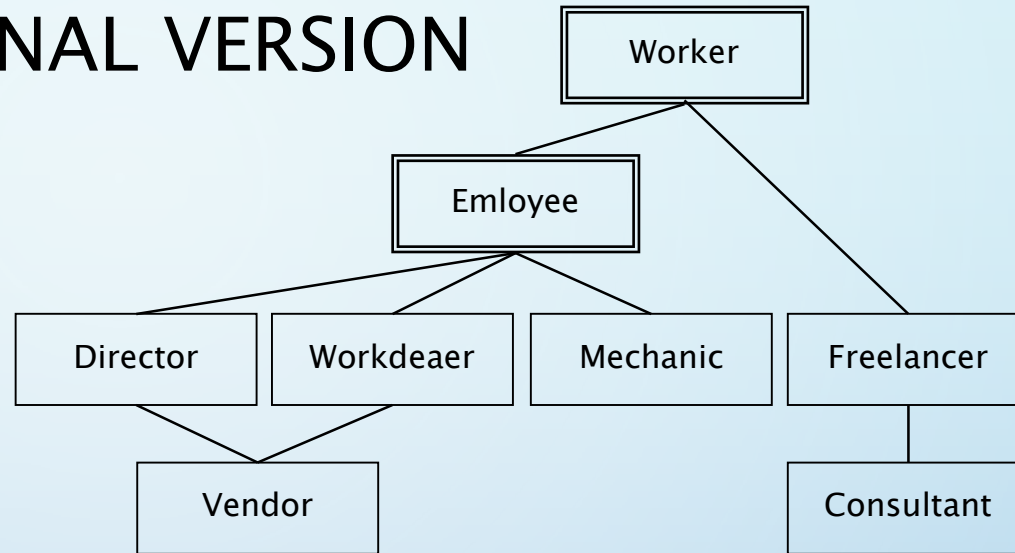 NAL VERSION
Worker
Emloyee
Director
Workdeaer
Mechanic
Freelancer
Vendor
Consultant